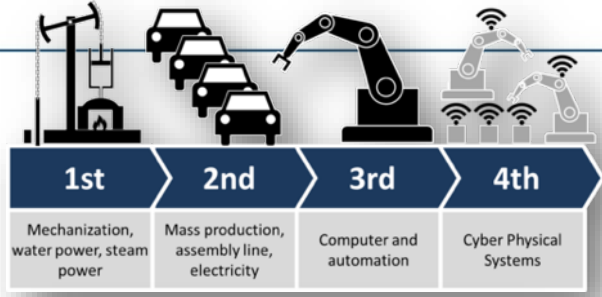 1st
2nd
3rd
4th
Mechanization,
water power, steam
power
Mass production,
assembly line,
electricity
Computer and
automation
Cyber Physical
Systems